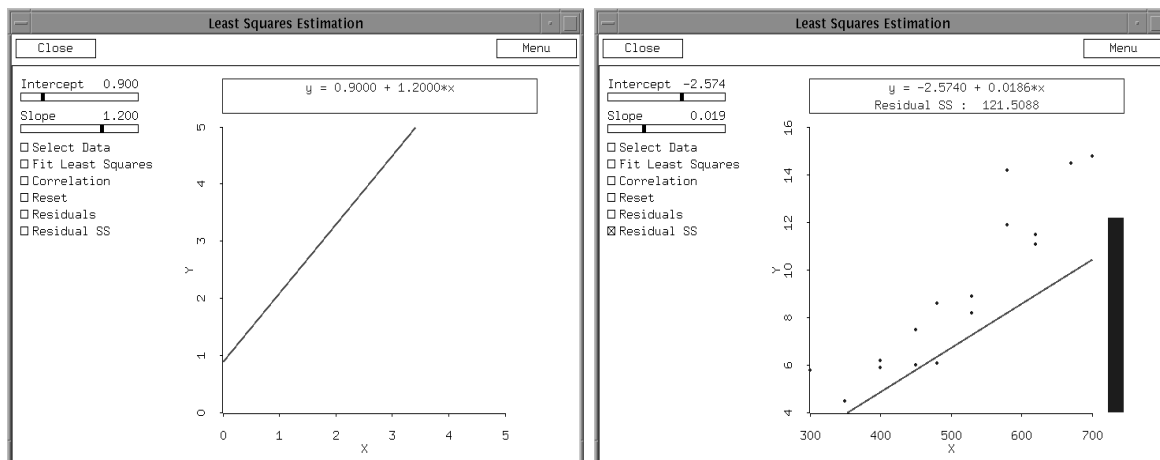 Least Squares Estimation
Close Menu
Intercept 0.900
Slope 1.200
Select Data
Fit Least Squares
Correlation
Reset
Residuals
Residual SS
y = 0.9000 + 1.2000*x
5
4
3
2
1
0
Y
0 1 2 3 4 5
X
Least Squares Estimation
Close Menu
Intercept -2.574
Slope 0.019
Select Data
Fit Least Squares
Correlation
Reset
Residuals
Residual SS
y = -2.5740 + 0.0186*x
Residual SS : 121.5088
16
14
12
10
8
6
4
Y
300 400 500 600 700
X